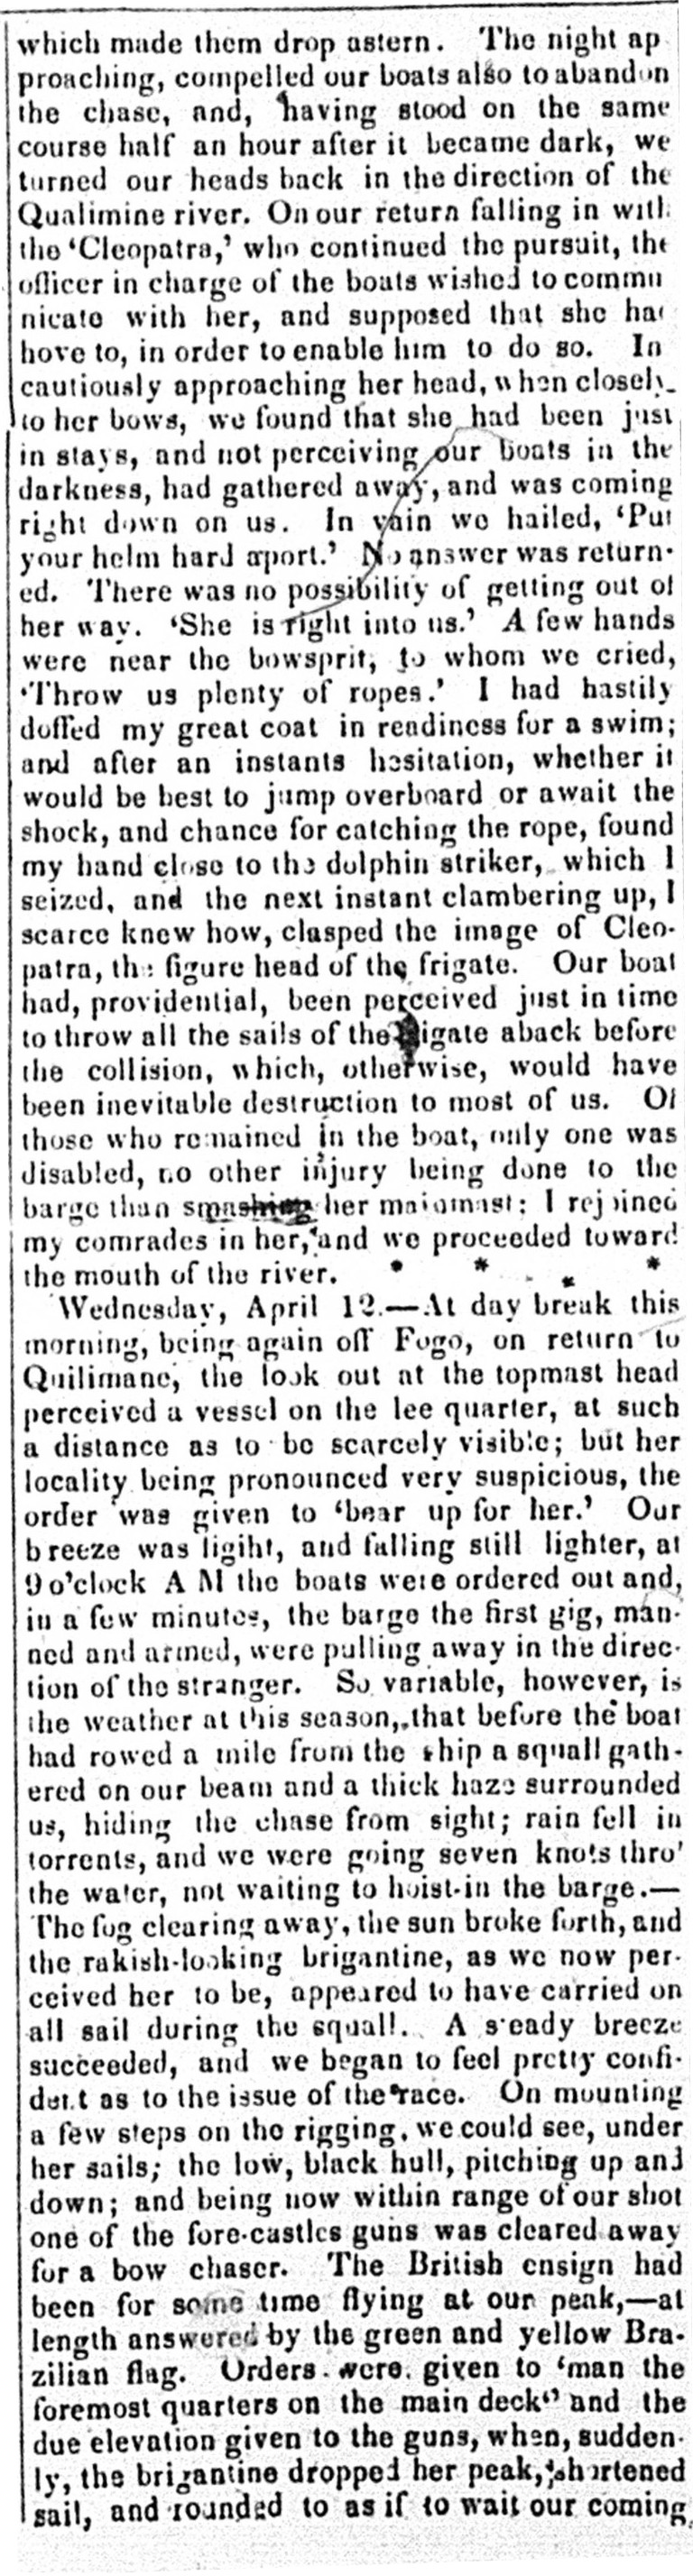 which made them drop astern. The night ap
proaching, compelled our boats also to abandon
the chase, and, having stood on the same
course half an hour after it became dark, we
turned our heads back in the direction of the
Qualimine river. On our return falling in with
the 'Cleopatra,' who continued the pursuit, the
officer in charge of the boats wished to commu
nicate with her, and supposed that she had
hove to, in order to enable him to do so. In
cautiously approaching her head, when closely
to her bows, we found that she had been just
in stays, and not perceiving our boats in the
darkness, had gathered away, and was coming
right down on us. In vain we hailed, 'Put
your helm hard aport.' No answer was return-
ed. There was no possibility of getting out of
her way. 'She is right into us.' A few hands
were near the bowsprit, to whom we cried,
'Throw us plenty of ropes.' I had hastily
doffed my great coat in readiness for a swim;
and after an instants hesitation, whether it
would be best to jump overboard or await the
shock, and chance for catching the rope, found
my hand close to the dolphin striker, which I
seized, and the next instant clambering up, I
scarce knew how, clasped the image of Cleo-
patra, the figure head of the frigate. Our boat
had, providential, been perceived just in time
to throw all the sails of the frigate aback before
the collision, which, otherwise, would have
been inevitable destruction to most of us. Of
those who remained in the boat, only one was
disabled, no other injury being done to the
barge than smashing her mainmast; I rejoined
my comrades in her, and we proceeded toward
the mouth of the river. * * * *
Wednesday, April 12.—At day break this
morning, being again off Fogo, on return to
Quilimane, the look out at the topmast head
perceived a vessel on the lee quarter, at such
a distance as to be scarcely visible; but her
locality being pronounced very suspicious, the
order was given to 'bear up for her.' Our
breeze was ligiht, and falling still lighter, at
9 o'clock A M the boats were ordered out and,
in a few minutes, the barge the first gig, man-
ned and armed, were pulling away in the direc-
tion of the stranger. So variable, however, is
the weather at this season, that before the boat
had rowed a mile from the ship a squall gath-
ered on our beam and a thick haze surrounded
us, hiding the chase from sight; rain fell in
torrents, and we were going seven knots thro'
the water, not waiting to hoist-in the barge.—
The fog clearing away, the sun broke forth, and
the rakish-looking brigantine, as we now per-
ceived her to be, appeared to have carried on
all sail during the squall. A steady breeze
succeeded, and we began to feel pretty confi-
dent as to the issue of the race. On mounting
a few steps on the rigging, we could see, under
her sails; the low, black hull, pitching up and
down; and being now within range of our shot
one of the fore-castles guns was cleared away
for a bow chaser. The British ensign had
been for some time flying at our peak,—at
length answered by the green and yellow Bra-
zilian flag. Orders were given to 'man the
foremost quarters on the main deck" and the
due elevation given to the guns, when, sudden-
ly, the brigantine dropped her peak, shortened
sail, and rounded to as if to wait our coming,